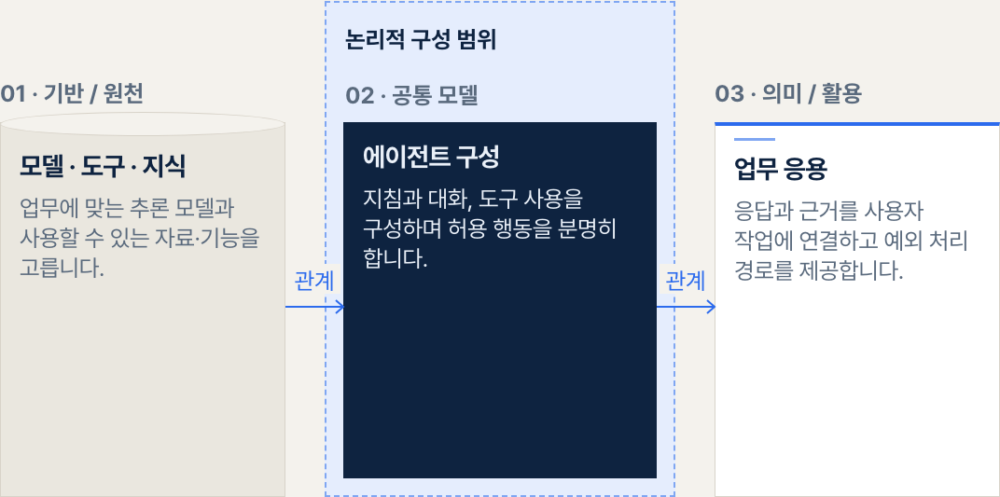 논리적 구성 범위
01 · 기반 / 원천
모델 · 도구 · 지식
업무에 맞는 추론 모델과
사용할 수 있는 자료·기능을
고릅니다.
관계
02 · 공통 모델
에이전트 구성
지침과 대화, 도구 사용을
구성하며 허용 행동을 분명히
합니다.
관계
03 · 의미 / 활용
업무 응용
응답과 근거를 사용자
작업에 연결하고 예외 처리
경로를 제공합니다.